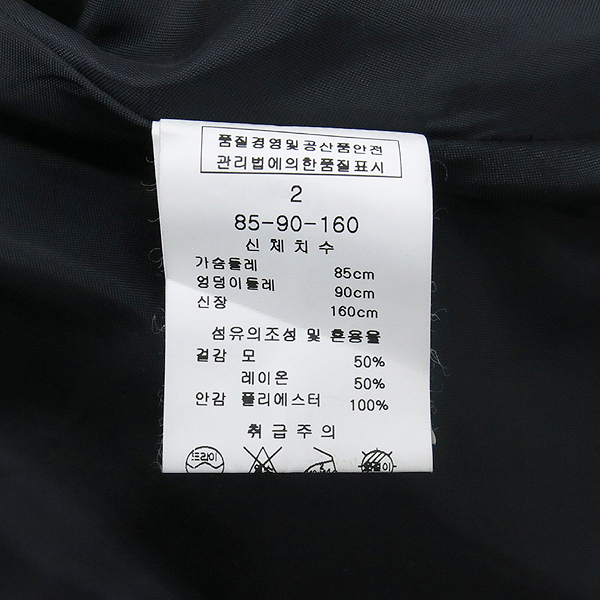 품질경영및공산품안전
관리법에의한품질표시
2
85-90-160
신체치수
가슴둘레 85cm
엉덩이둘레 90cm
신장 160cm
섬유의조성 및 혼용율
겉감 모 50%
레이온 50%
안감 폴리에스터 100%
취급주의
드라이